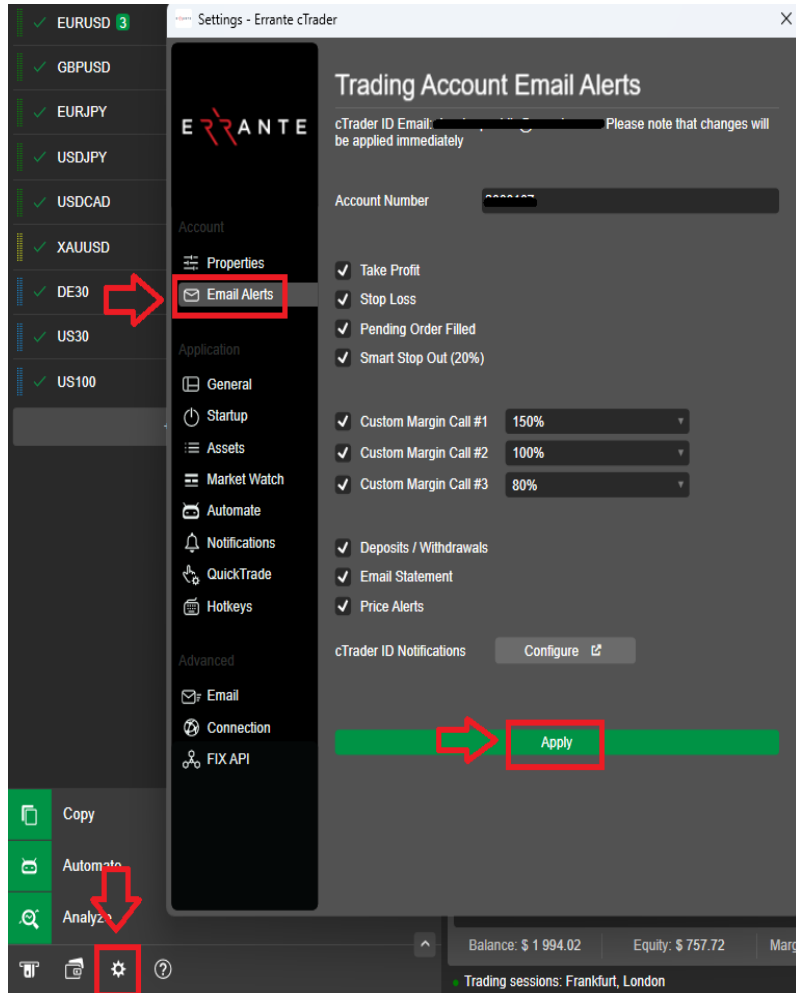 EURUSD 3
GBPUSD
EURJPY
USDJPY
USDCAD
XAUUSD
DE30
US30
US100
Settings - Errante cTrader
ERRANTE
Account
Properties
Email Alerts
Application
General
Startup
Assets
Market Watch
Automate
Notifications
QuickTrade
Hotkeys
Advanced
Email
Connection
FIX API
Trading Account Email Alerts
cTrader ID Email: Please note that changes will
be applied immediately
Account Number
Take Profit
Stop Loss
Pending Order Filled
Smart Stop Out (20%)
Custom Margin Call #1 150%
Custom Margin Call #2 100%
Custom Margin Call #3 80%
Deposits / Withdrawals
Email Statement
Price Alerts
cTrader ID Notifications Configure
Apply
Copy
Automate
Analyze
Balance: $ 1 994.02 Equity: $ 757.72 Marg
Trading sessions: Frankfurt, London